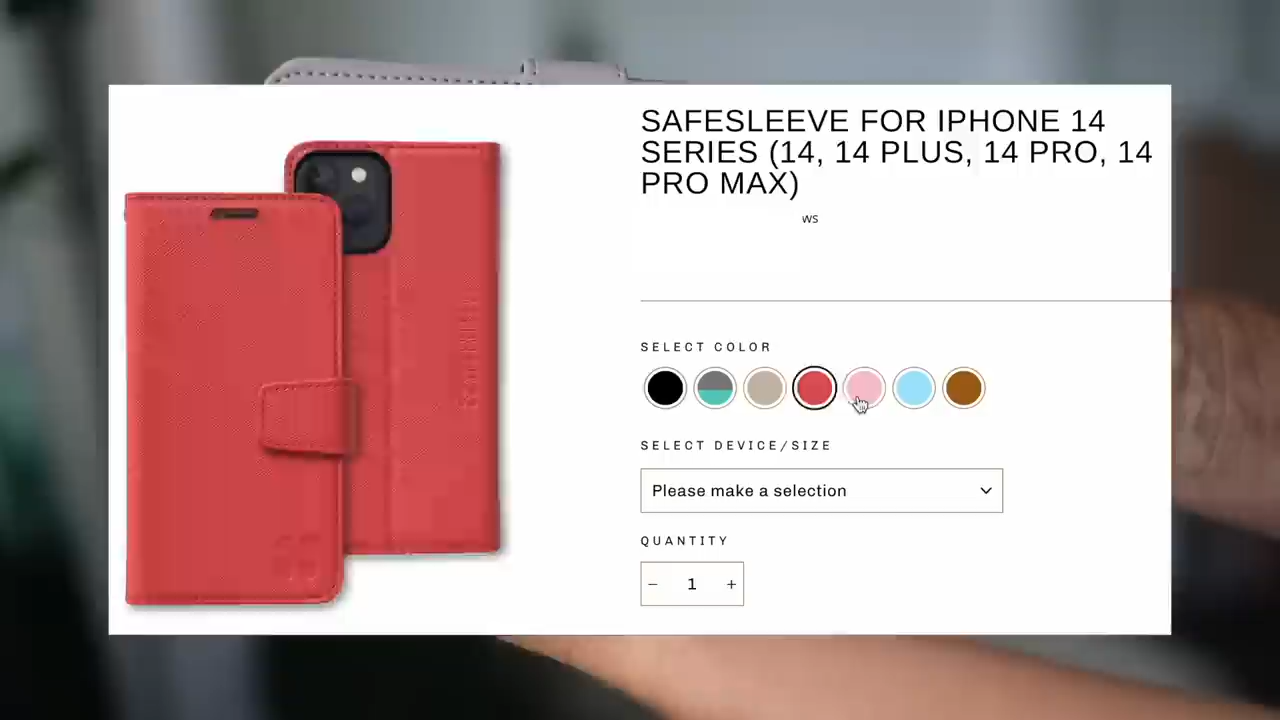 SAFESLEEVE FOR IPHONE 14
SERIES (14, 14 PLUS, 14 PRO, 14
PRO MAX)
ws
SELECT COLOR
SELECT DEVICE/SIZE
Please make a selection
QUANTITY
− 1 +